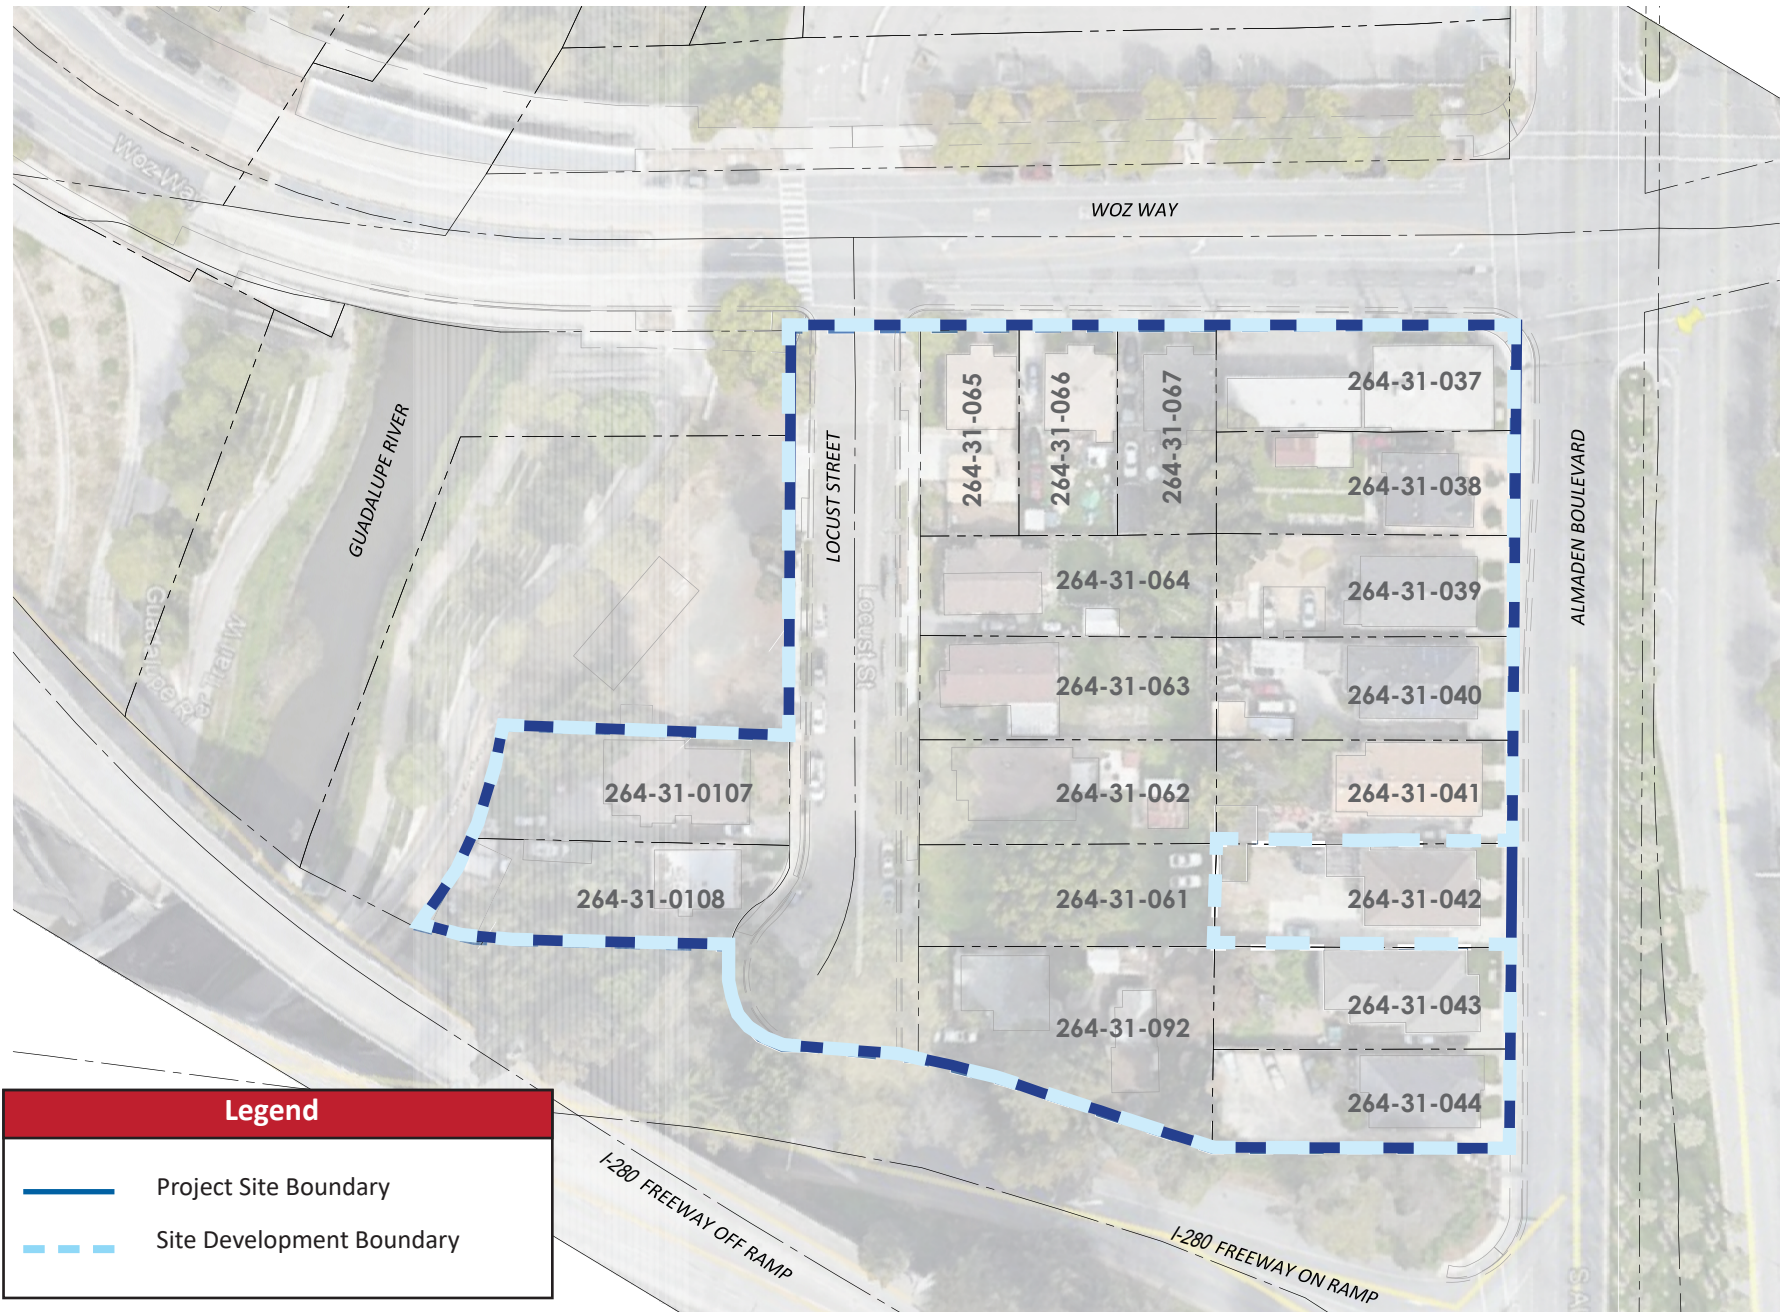 Woz Wa
WOZ WAY
GUADALUPE RIVER
LOCUST STREET
ALMADEN BOULEVARD
264-31-065
264-31-066
264-31-067
264-31-037
264-31-038
264-31-064
264-31-039
Locust St
264-31-063
264-31-040
264-31-0107
264-31-062
264-31-041
264-31-0108
264-31-061
264-31-042
264-31-092
264-31-043
264-31-044
Legend
Project Site Boundary
Site Development Boundary
I-280 FREEWAY OFF RAMP
I-280 FREEWAY ON RAMP